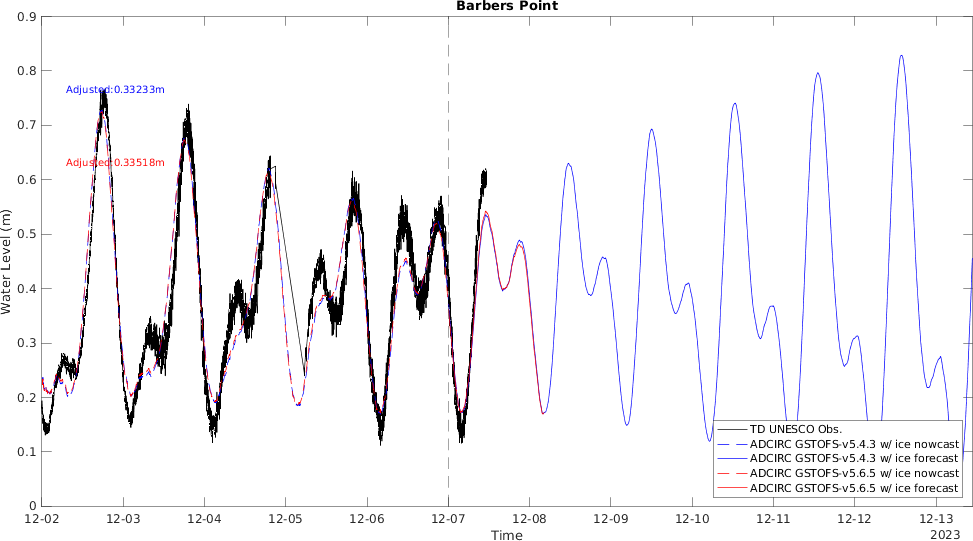 Barbers Point
0.9
0.8
0.7
0.6
0.5
0.4
0.3
0.2
0.1
0
Water Level (m)
Adjusted:0.33233m
Adjusted:0.33518m
TD UNESCO Obs.
ADCIRC GSTOFS-v5.4.3 w/ ice nowcast
ADCIRC GSTOFS-v5.4.3 w/ ice forecast
ADCIRC GSTOFS-v5.6.5 w/ ice nowcast
ADCIRC GSTOFS-v5.6.5 w/ ice forecast
12-02 12-03 12-04 12-05 12-06 12-07 12-08 12-09 12-10 12-11 12-12 12-13
Time
2023